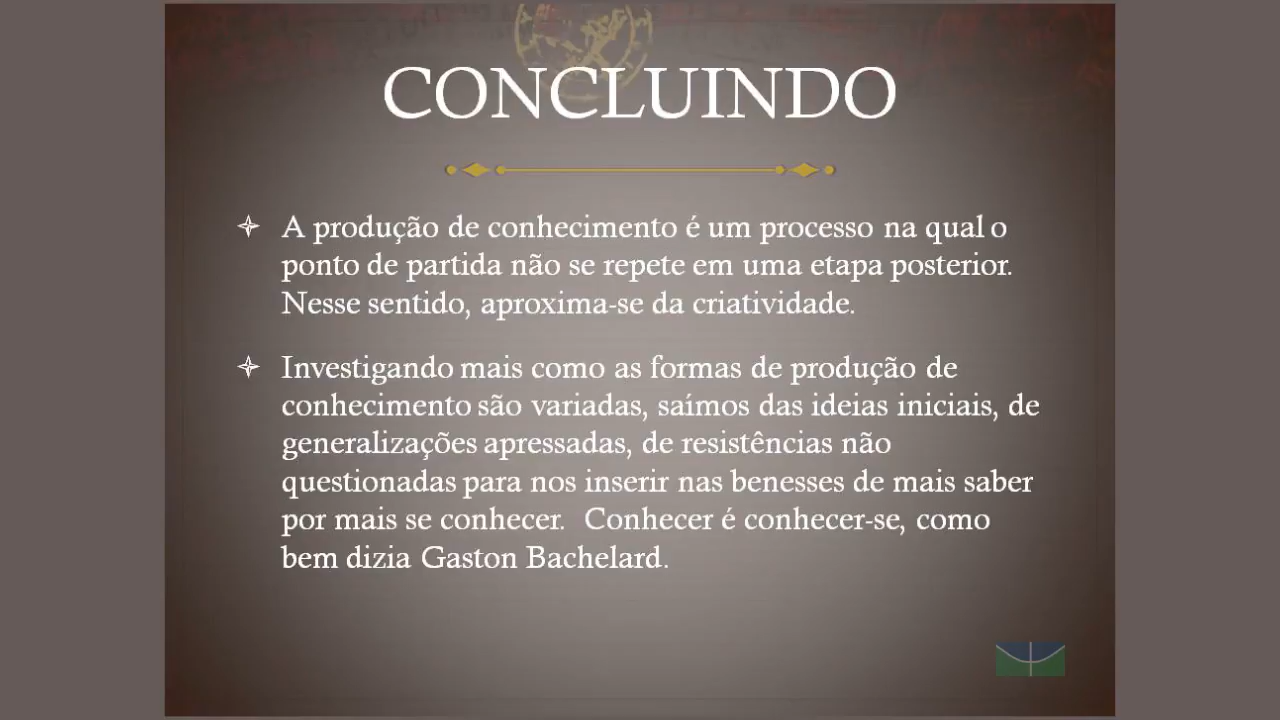 CONCLUINDO
A produção de conhecimento é um processo na qual o
ponto de partida não se repete em uma etapa posterior.
Nesse sentido, aproxima-se da criatividade.
Investigando mais como as formas de produção de
conhecimento são variadas, saímos das ideias iniciais, de
generalizações apressadas, de resistências não
questionadas para nos inserir nas benesses de mais saber
por mais se conhecer. Conhecer é conhecer-se, como
bem dizia Gaston Bachelard.